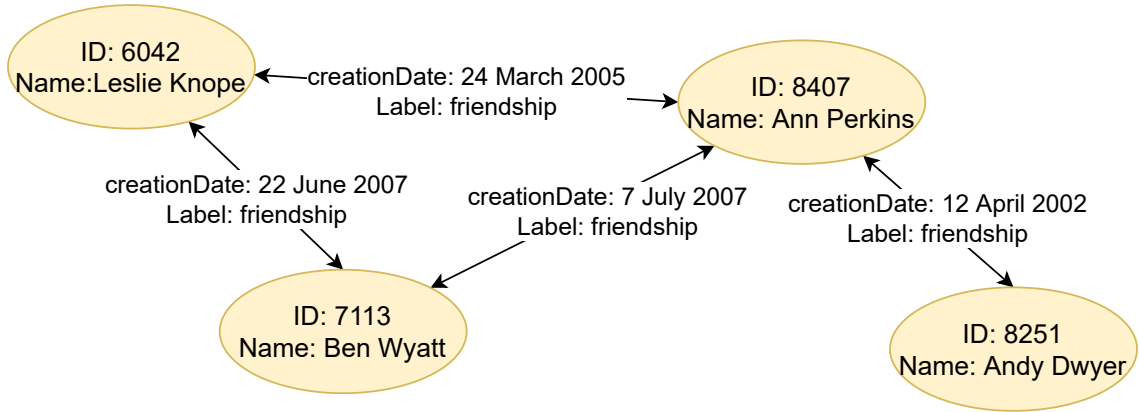 ID: 6042
Name:Leslie Knope
creationDate: 24 March 2005
Label: friendship
ID: 8407
Name: Ann Perkins
creationDate: 22 June 2007
Label: friendship
creationDate: 7 July 2007
Label: friendship
creationDate: 12 April 2002
Label: friendship
ID: 7113
Name: Ben Wyatt
ID: 8251
Name: Andy Dwyer